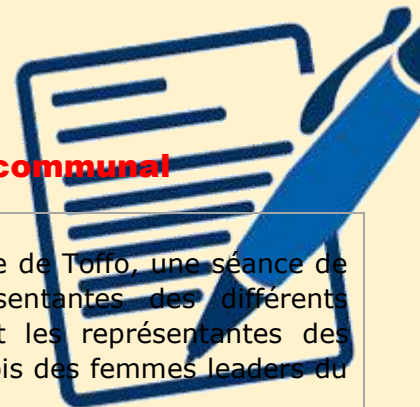 communal
e de Toffo, une séance de
sentantes des différents
t les représentantes des
is des femmes leaders du